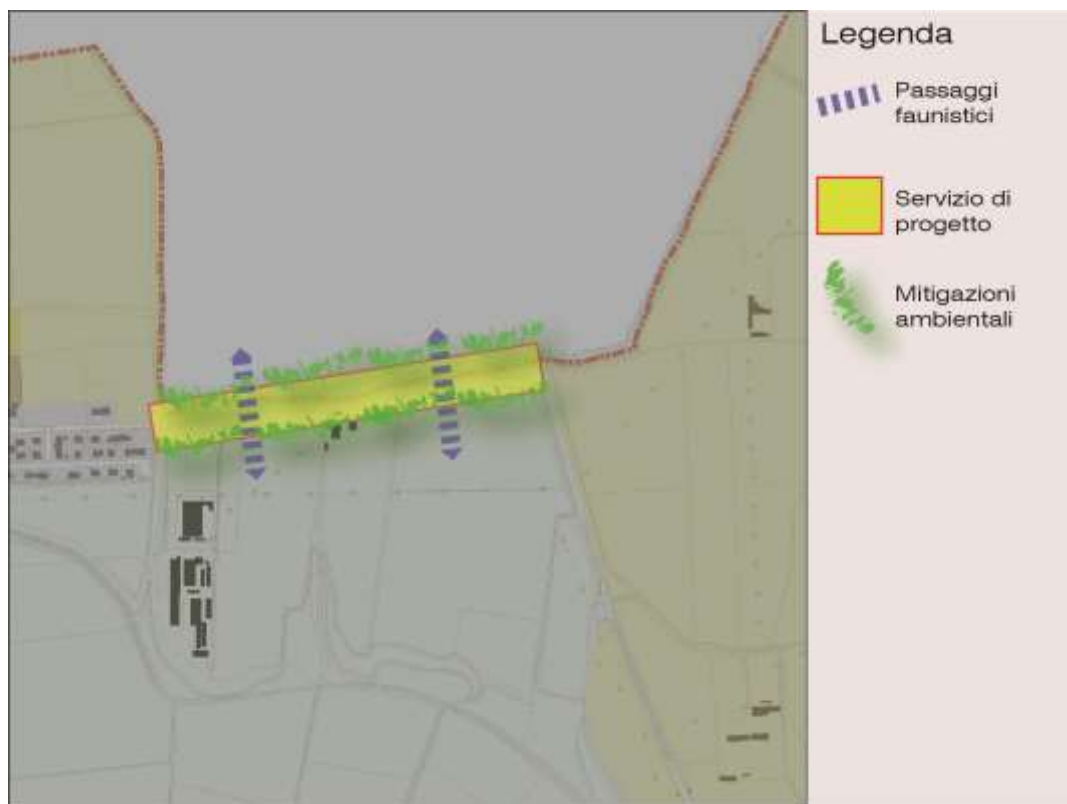 Legenda
Passaggi
faunistici
Servizio di
progetto
Mitigazioni
ambientali